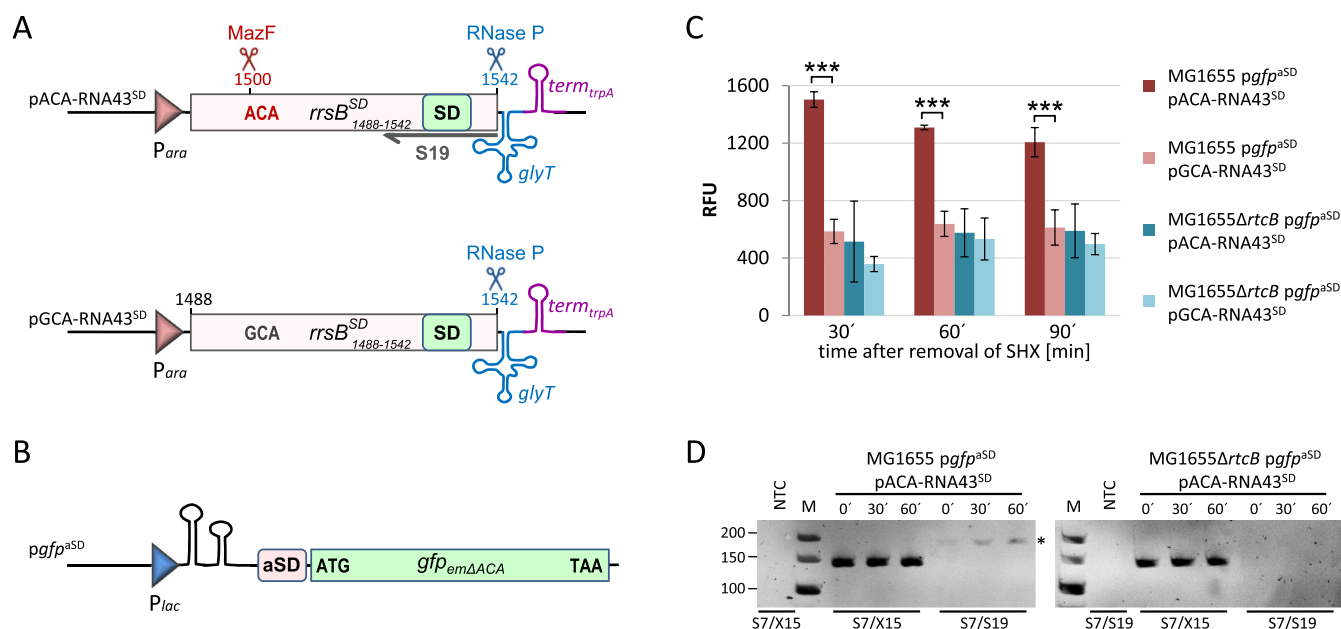 A
MazF
RNase P
1500
1542
term trpA
pACA-RNA43SD
ACA
rrsBSD 1488-1542
SD
S19
Para
glyT
RNase P
1488
1542
term trpA
pGCA-RNA43SD
GCA
rrsBSD 1488-1542
SD
Para
glyT
B
pgfpaSD
aSD
ATG
gfp emΔACA
TAA
Plac
C
RFU
1600
1200
800
400
0
***
***
***
30´
60´
90´
time after removal of SHX [min]
MG1655 pgfpaSD
pACA-RNA43SD
MG1655 pgfpaSD
pGCA-RNA43SD
MG1655ΔrtcB pgfpaSD
pACA-RNA43SD
MG1655ΔrtcB pgfpaSD
pGCA-RNA43SD
D
MG1655 pgfpaSD
pACA-RNA43SD
NTC
M
0´ 30´ 60´ 0´ 30´ 60´
200
150
100
*
S7/X15
S7/X15
S7/S19
MG1655ΔrtcB pgfpaSD
pACA-RNA43SD
M
NTC
0´ 30´ 60´ 0´ 30´ 60´
S7/S19
S7/X15
S7/S19